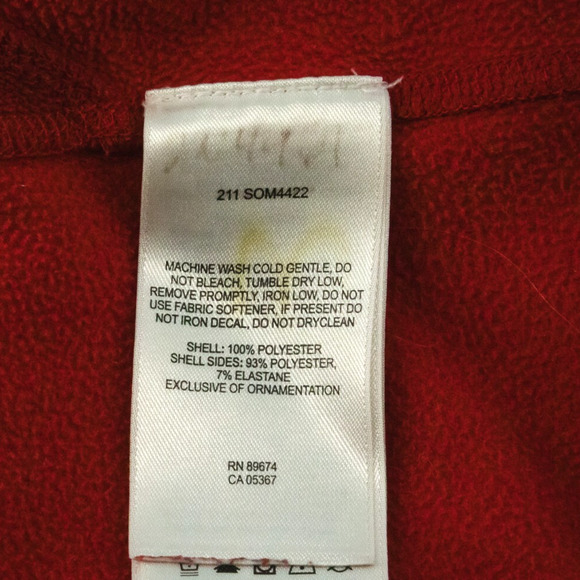 211 SOM4422
MACHINE WASH COLD GENTLE, DO
NOT BLEACH, TUMBLE DRY LOW,
REMOVE PROMPTLY, IRON LOW, DO NOT
USE FABRIC SOFTENER, IF PRESENT DO
NOT IRON DECAL, DO NOT DRYCLEAN
SHELL: 100% POLYESTER
SHELL SIDES: 93% POLYESTER,
7% ELASTANE
EXCLUSIVE OF ORNAMENTATION
RN 89674
CA 05367